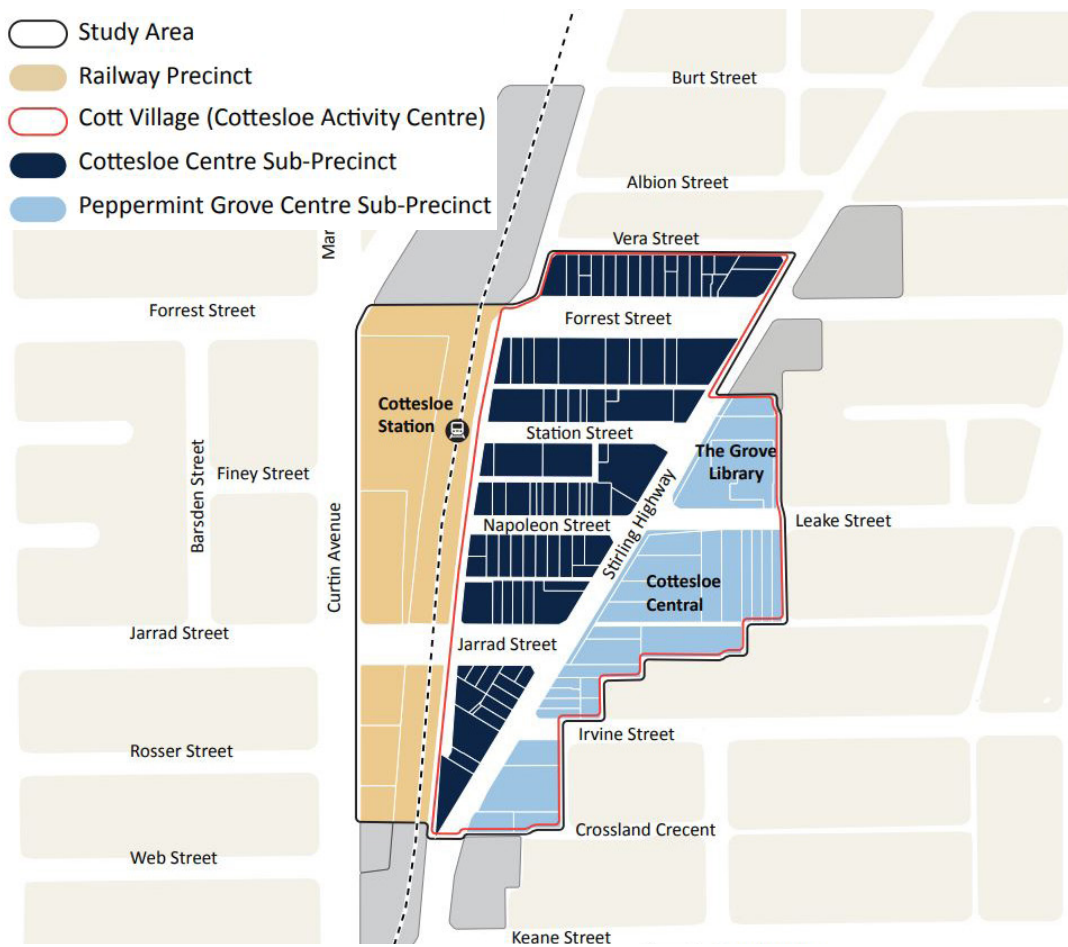 Study Area
Railway Precinct
Cott Village (Cottesloe Activity Centre)
Cottesloe Centre Sub-Precinct
Peppermint Grove Centre Sub-Precinct
Burt Street
Albion Street
Vera Street
Mar
Forrest Street
Forrest Street
Cottesloe
Station
Station Street
The Grove
Library
Barsden Street
Finey Street
Curtin Avenue
Napoleon Street
Stirling Highway
Leake Street
Cottesloe
Central
Jarrad Street
Jarrad Street
Irvine Street
Rosser Street
Crossland Crecent
Web Street
Keane Street